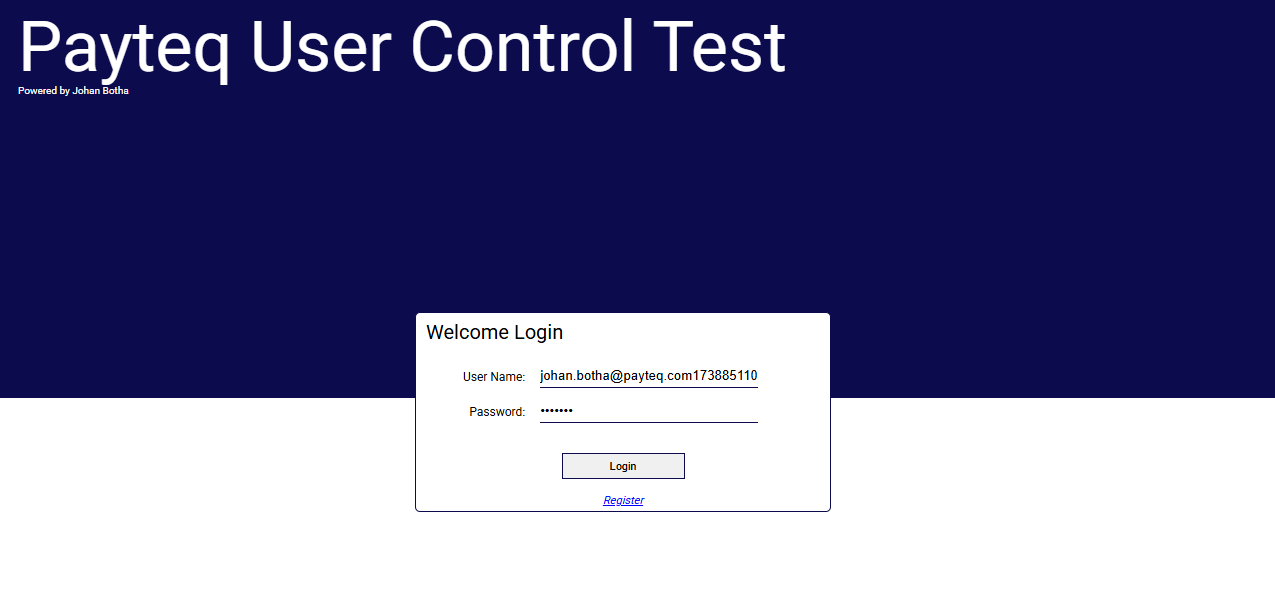 Payteq User Control Test
Powered by Johan Botha
Welcome Login
User Name: johan.botha@payteq.com173885110
Password: •••••••
Login
Register